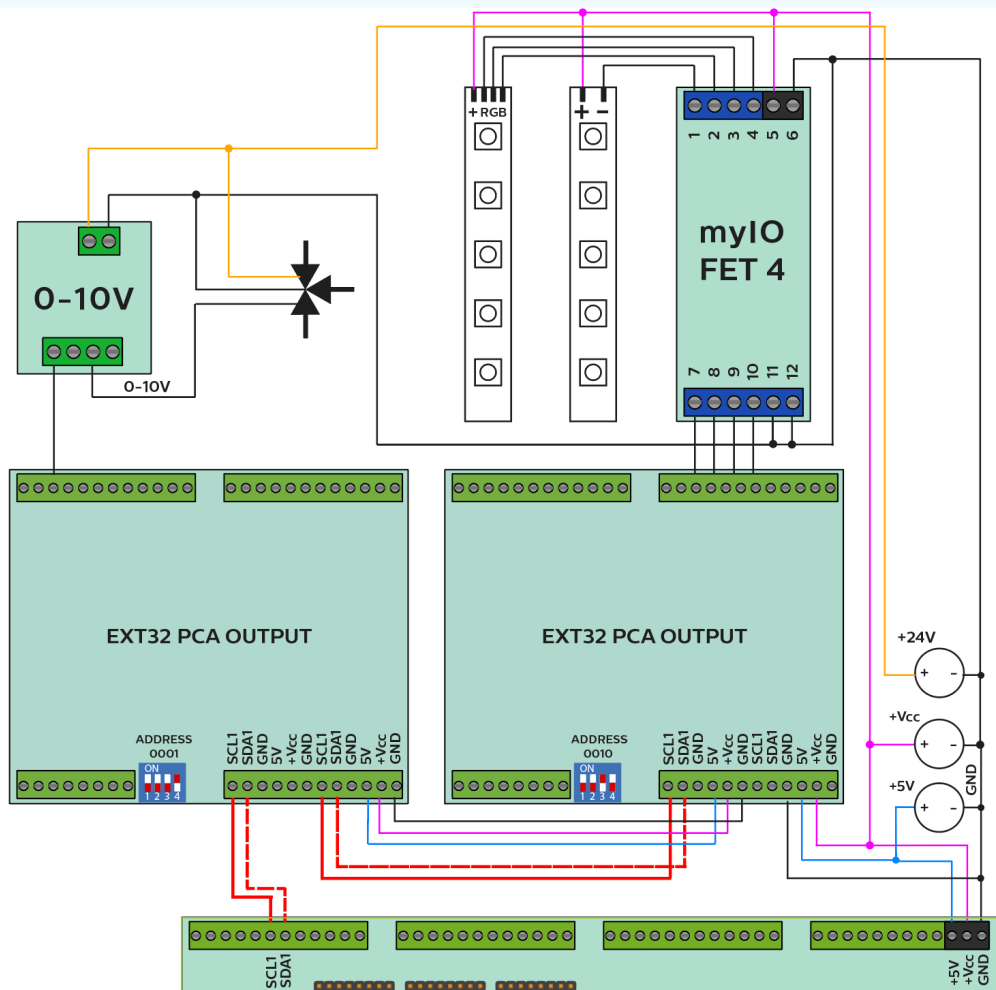 + RGB
+ -
1 2 3 4 5 6
myIO
FET 4
7 8 9 10 11 12
0-10V
0-10V
EXT32 PCA OUTPUT
ADDRESS
0001
ON
1 2 3 4
SCL1
SDA1
GND
5V
+Vcc
GND
SCL1
SDA1
GND
5V
+Vcc
GND
EXT32 PCA OUTPUT
ADDRESS
0010
ON
1 2 3 4
SCL1
SDA1
GND
5V
+Vcc
GND
SCL1
SDA1
GND
5V
+Vcc
GND
+24V
+ -
+Vcc
+ -
+5V
+ -
GND
SCL1
SDA1
+5V
+Vcc
GND